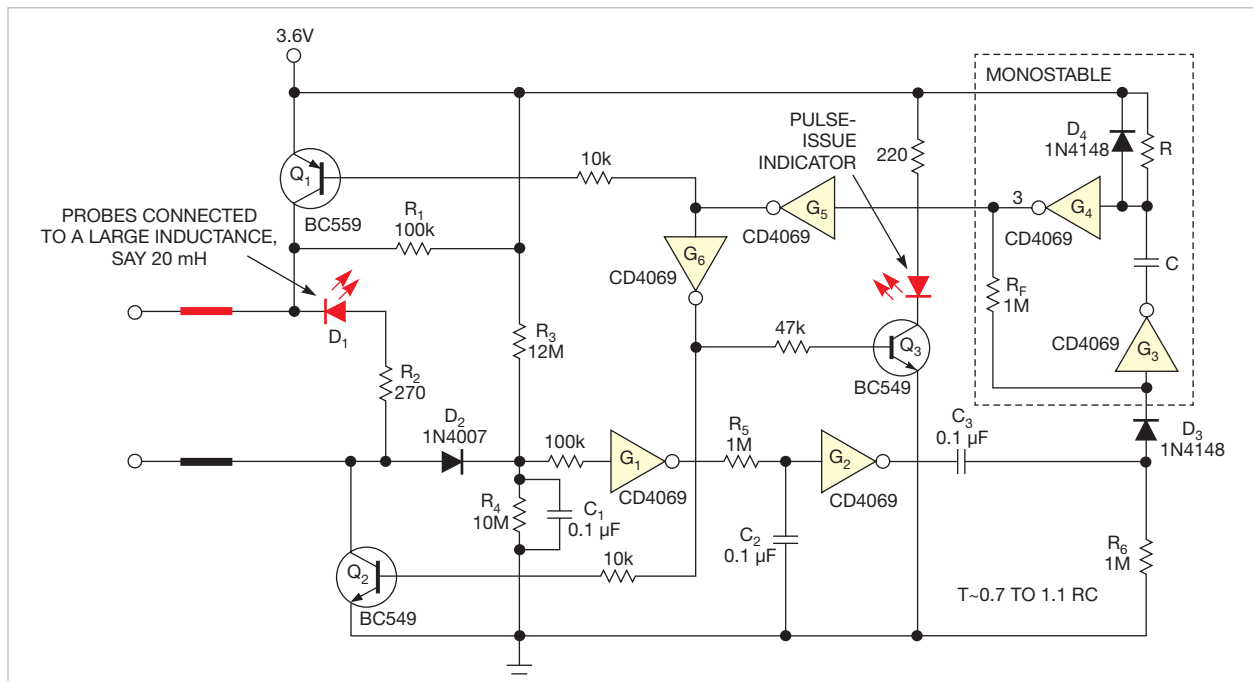 3.6V
MONOSTABLE
D4
1N4148
R
PULSE-
ISSUE
INDICATOR
220
10k
Q1
BC559
PROBES CONNECTED
TO A LARGE INDUCTANCE,
SAY 20 mH
R1
100k
G5
CD4069
3
G4
CD4069
C
G6
CD4069
RF
1M
D1
R3
12M
47k
Q3
BC549
CD4069
G3
R2
270
D2
1N4007
100k
G1
CD4069
R5
1M
G2
CD4069
C3
0.1 µF
D3
1N4148
R4
10M
C1
0.1 µF
C2
0.1 µF
R6
1M
Q2
BC549
10k
T~0.7 TO 1.1 RC